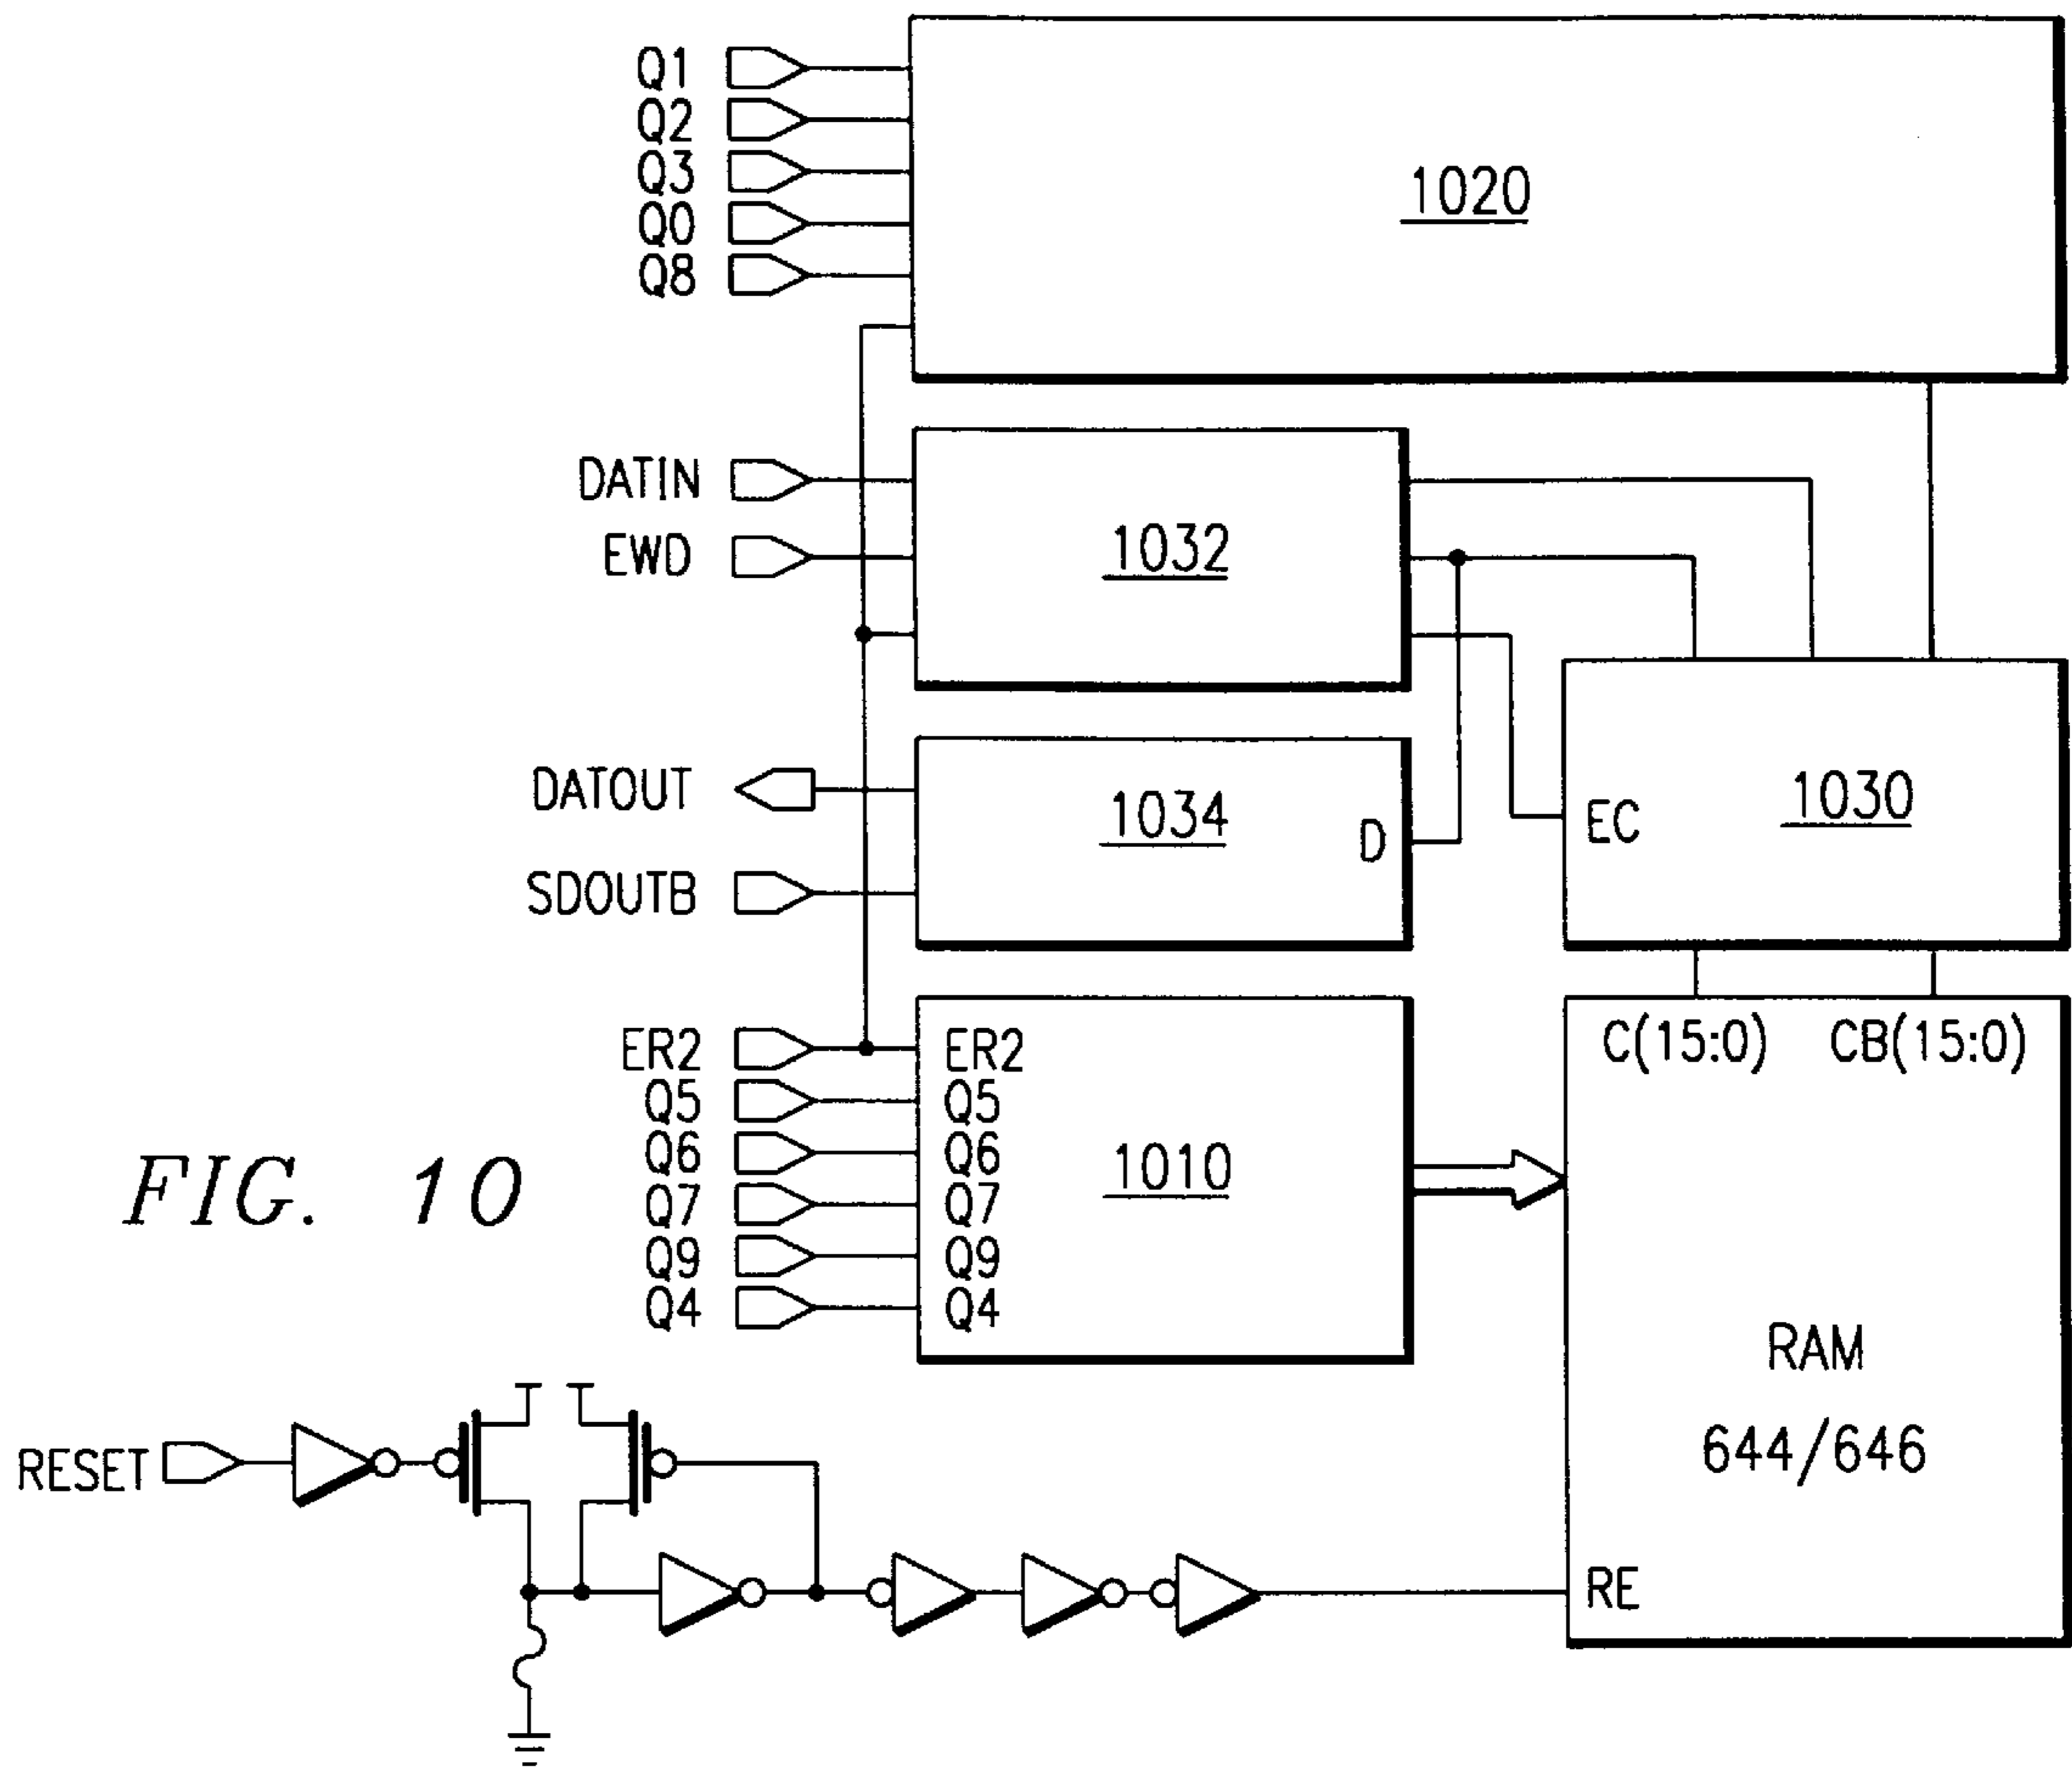 Q1
Q2
Q3
Q0
Q8
1020
DATIN
EWD
1032
DATOUT
SDOUTB
1034
D
EC
1030
ER2
Q5
Q6
Q7
Q9
Q4
ER2
Q5
Q6
Q7
Q9
Q4
1010
C(15:0) CB(15:0)
RAM
644/646
RE
FIG. 10
RESET